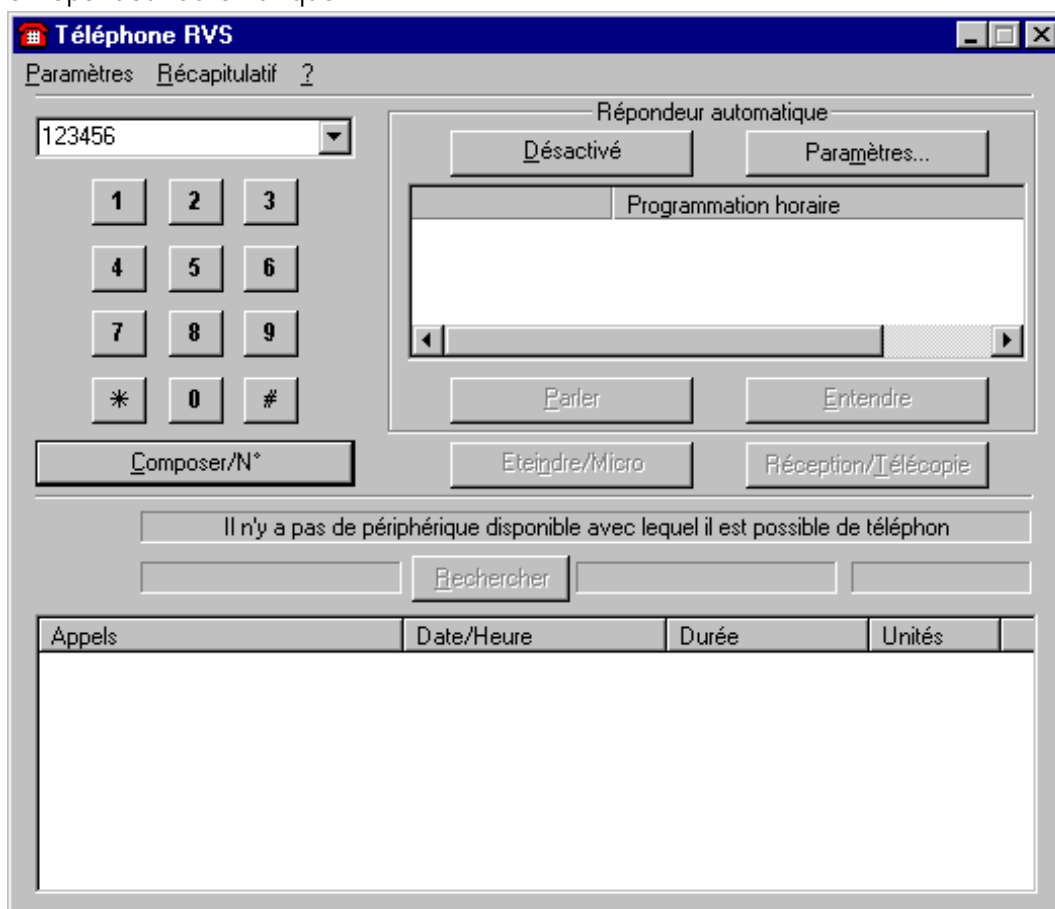 Téléphone RVS
Paramètres Récapitulatif ?
123456
Répondeur automatique
Désactivé Paramètres...
Programmation horaire
1 2 3
4 5 6
7 8 9
* 0 #
Parler Entendre
Composer/N° Eteindre/Micro Réception/Télécopie
Il n'y a pas de périphérique disponible avec lequel il est possible de téléphon
Rechercher
Appels Date/Heure Durée Unités